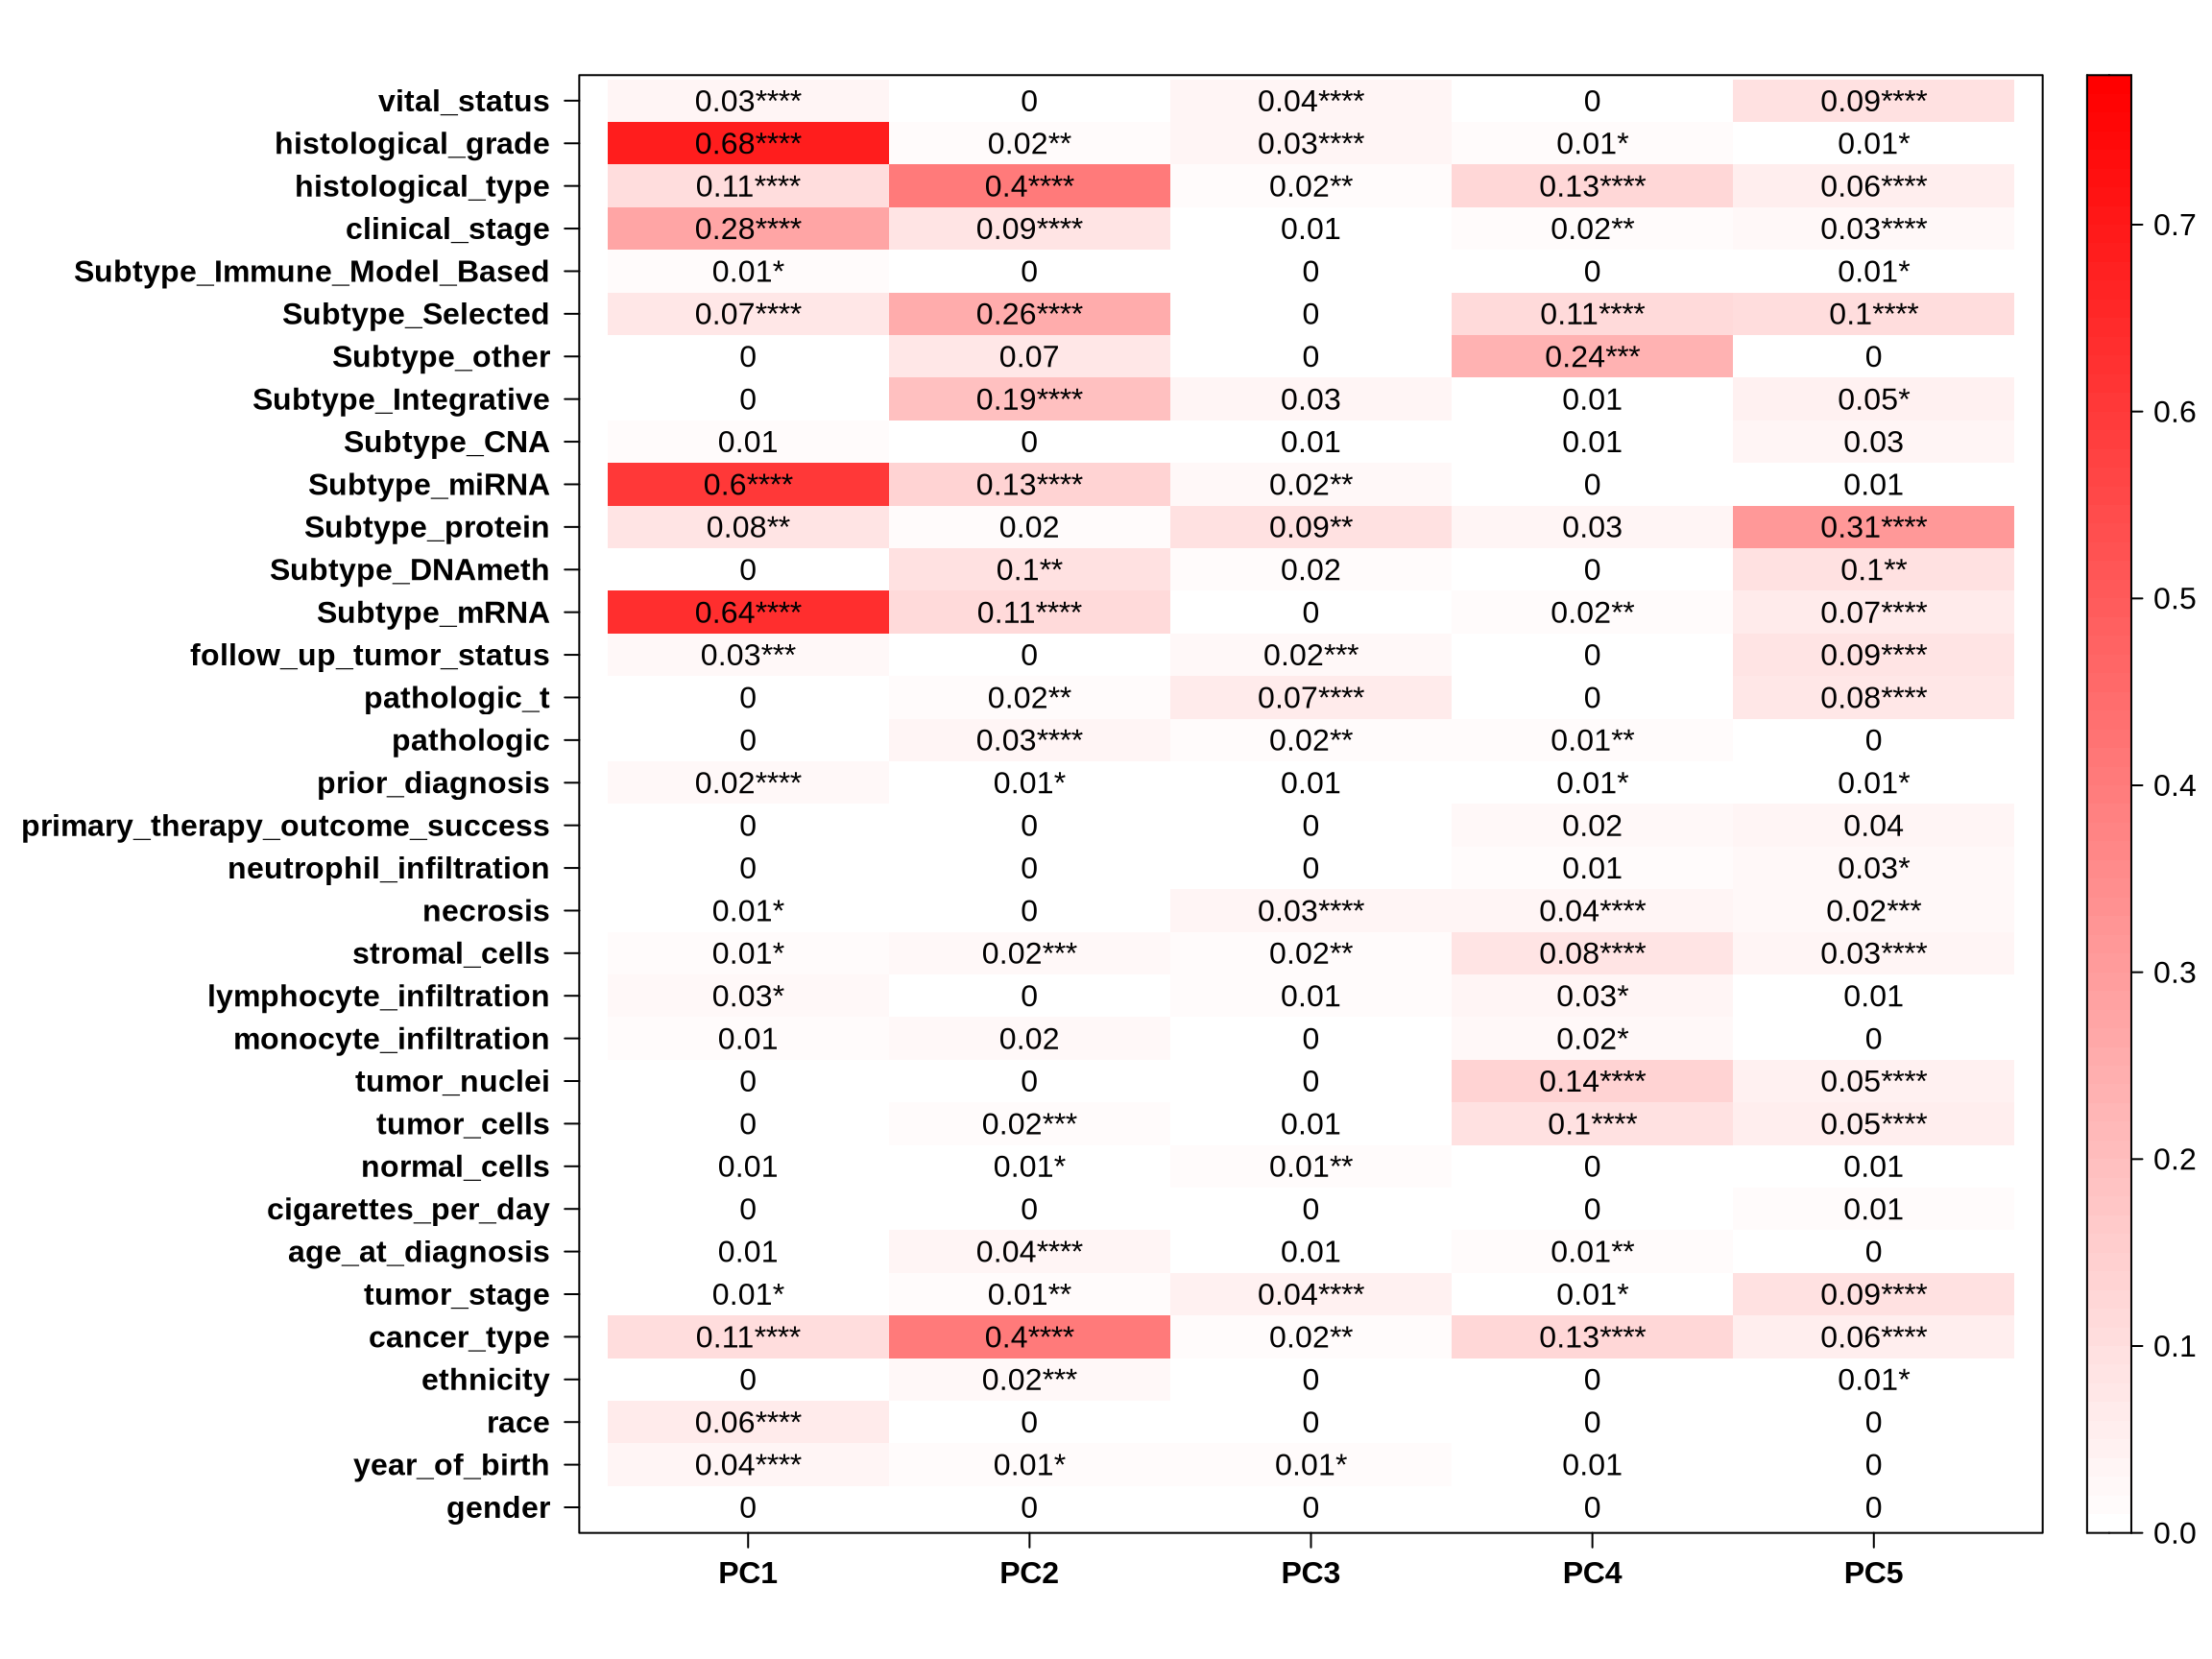 vital_status 0.03**** 0 0.04**** 0 0.09****
histological_grade 0.68**** 0.02** 0.03**** 0.01* 0.01*
histological_type 0.11**** 0.4**** 0.02** 0.13**** 0.06****
clinical_stage 0.28**** 0.09**** 0.01 0.02** 0.03****
Subtype_Immune_Model_Based 0.01* 0 0 0 0.01*
Subtype_Selected 0.07**** 0.26**** 0 0.11**** 0.1****
Subtype_other 0 0.07 0 0.24*** 0
Subtype_Integrative 0 0.19**** 0.03 0.01 0.05*
Subtype_CNA 0.01 0 0.01 0.01 0.03
Subtype_miRNA 0.6**** 0.13**** 0.02** 0 0.01
Subtype_protein 0.08** 0.02 0.09** 0.03 0.31****
Subtype_DNAmeth 0 0.1** 0.02 0 0.1**
Subtype_mRNA 0.64**** 0.11**** 0 0.02** 0.07****
follow_up_tumor_status 0.03*** 0 0.02*** 0 0.09****
pathologic_t 0 0.02** 0.07**** 0 0.08****
pathologic 0 0.03**** 0.02** 0.01** 0
prior_diagnosis 0.02**** 0.01* 0.01 0.01* 0.01*
primary_therapy_outcome_success 0 0 0 0.02 0.04
neutrophil_infiltration 0 0 0 0.01 0.03*
necrosis 0.01* 0 0.03**** 0.04**** 0.02***
stromal_cells 0.01* 0.02*** 0.02** 0.08**** 0.03****
lymphocyte_infiltration 0.03* 0 0.01 0.03* 0.01
monocyte_infiltration 0.01 0.02 0 0.02* 0
tumor_nuclei 0 0 0 0.14**** 0.05****
tumor_cells 0 0.02*** 0.01 0.1**** 0.05****
normal_cells 0.01 0.01* 0.01** 0 0.01
cigarettes_per_day 0 0 0 0 0.01
age_at_diagnosis 0.01 0.04**** 0.01 0.01** 0
tumor_stage 0.01* 0.01** 0.04**** 0.01* 0.09****
cancer_type 0.11**** 0.4**** 0.02** 0.13**** 0.06****
ethnicity 0 0.02*** 0 0 0.01*
race 0.06**** 0 0 0 0
year_of_birth 0.04**** 0.01* 0.01* 0.01 0
gender 0 0 0 0 0
PC1 PC2 PC3 PC4 PC5
0.7
0.6
0.5
0.4
0.3
0.2
0.1
0.0